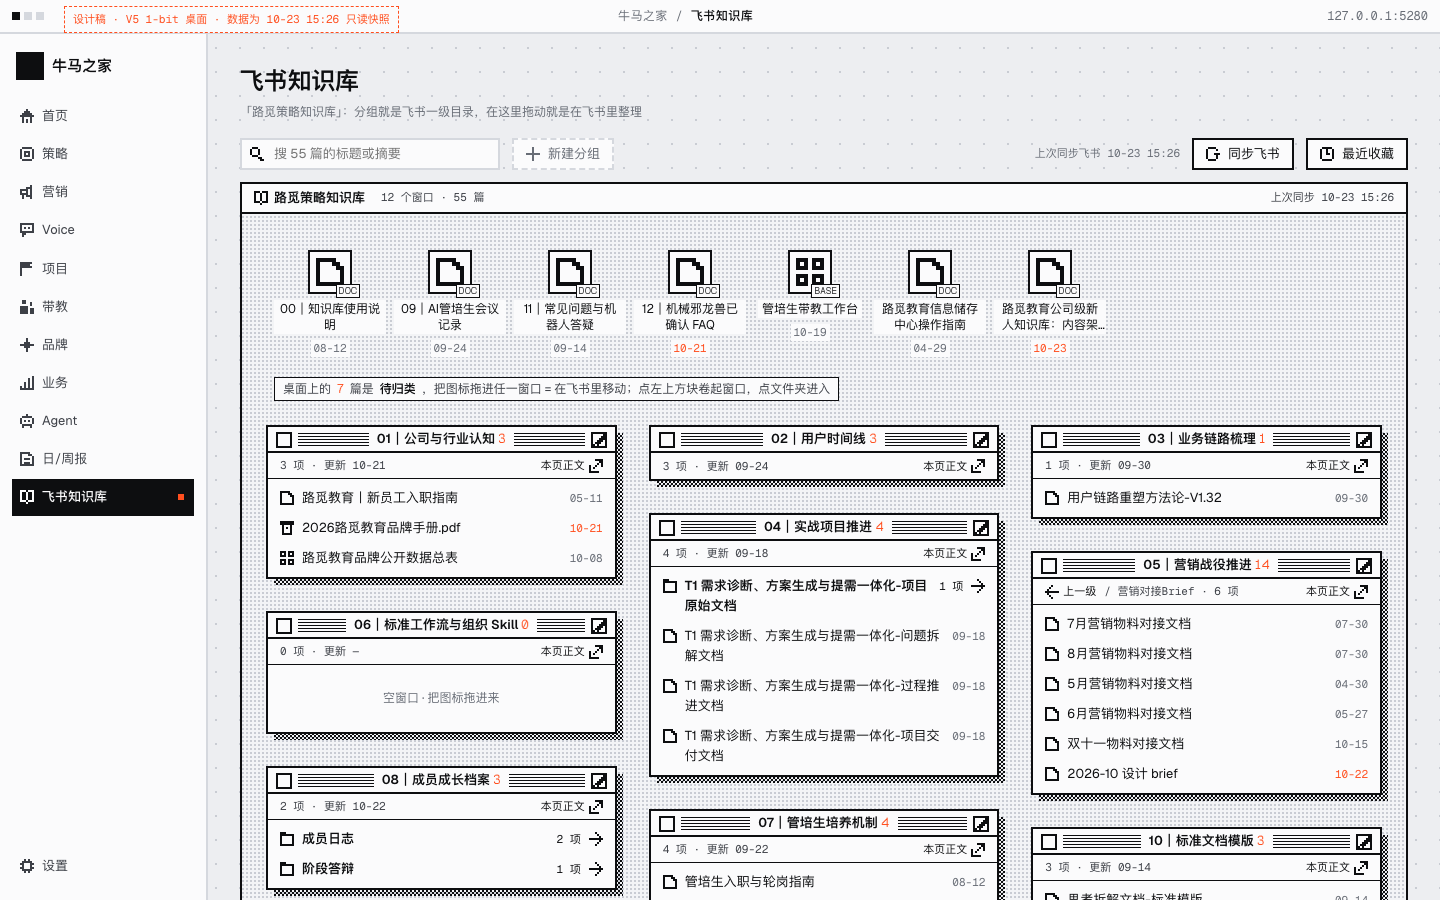 设计稿 · V5 1-bit 桌面 · 数据为 10-23 15:26 只读快照
牛马之家 / 飞书知识库
127.0.0.1:5280
牛马之家
首页
策略
营销
Voice
项目
带教
品牌
业务
Agent
日/周报
飞书知识库
设置
飞书知识库
「路觅策略知识库」：分组就是飞书一级目录，在这里拖动就是在飞书里整理
搜 55 篇的标题或摘要
新建分组
上次同步飞书 10-23 15:26
同步飞书
最近收藏
路觅策略知识库 12 个窗口 · 55 篇
上次同步 10-23 15:26
DOC
00｜知识库使用说
明
08-12
DOC
09｜AI管培生会议
记录
09-24
DOC
11｜常见问题与机
器人答疑
09-14
DOC
12｜机械邪龙兽已
确认 FAQ
10-21
BASE
管培生带教工作台
10-19
DOC
路觅教育信息储存
中心操作指南
04-29
DOC
路觅教育公司级新
人知识库：内容架...
10-23
桌面上的 7 篇是 待归类 ，把图标拖进任一窗口 = 在飞书里移动；点左上方块卷起窗口，点文件夹进入
01｜公司与行业认知 3
3 项 · 更新 10-21 本页正文
路觅教育｜新员工入职指南 05-11
2026路觅教育品牌手册.pdf 10-21
路觅教育品牌公开数据总表 10-08
06｜标准工作流与组织 Skill 0
0 项 · 更新 — 本页正文
空窗口 · 把图标拖进来
08｜成员成长档案 3
2 项 · 更新 10-22 本页正文
成员日志 2 项
阶段答辩 1 项
02｜用户时间线 3
3 项 · 更新 09-24 本页正文
04｜实战项目推进 4
4 项 · 更新 09-18 本页正文
T1 需求诊断、方案生成与提需一体化-项目 1 项
原始文档
T1 需求诊断、方案生成与提需一体化-问题拆 09-18
解文档
T1 需求诊断、方案生成与提需一体化-过程推 09-18
进文档
T1 需求诊断、方案生成与提需一体化-项目交 09-18
付文档
07｜管培生培养机制 4
4 项 · 更新 09-22 本页正文
管培生入职与轮岗指南 08-12
03｜业务链路梳理 1
1 项 · 更新 09-30 本页正文
用户链路重塑方法论-V1.32 09-30
05｜营销战役推进 14
上一级 / 营销对接Brief · 6 项 本页正文
7月营销物料对接文档 07-30
8月营销物料对接文档 07-30
5月营销物料对接文档 04-30
6月营销物料对接文档 05-27
双十一物料对接文档 10-15
2026-10 设计 brief 10-22
10｜标准文档模版 3
3 项 · 更新 09-14 本页正文
思考拆解文档-标准模版 09-14